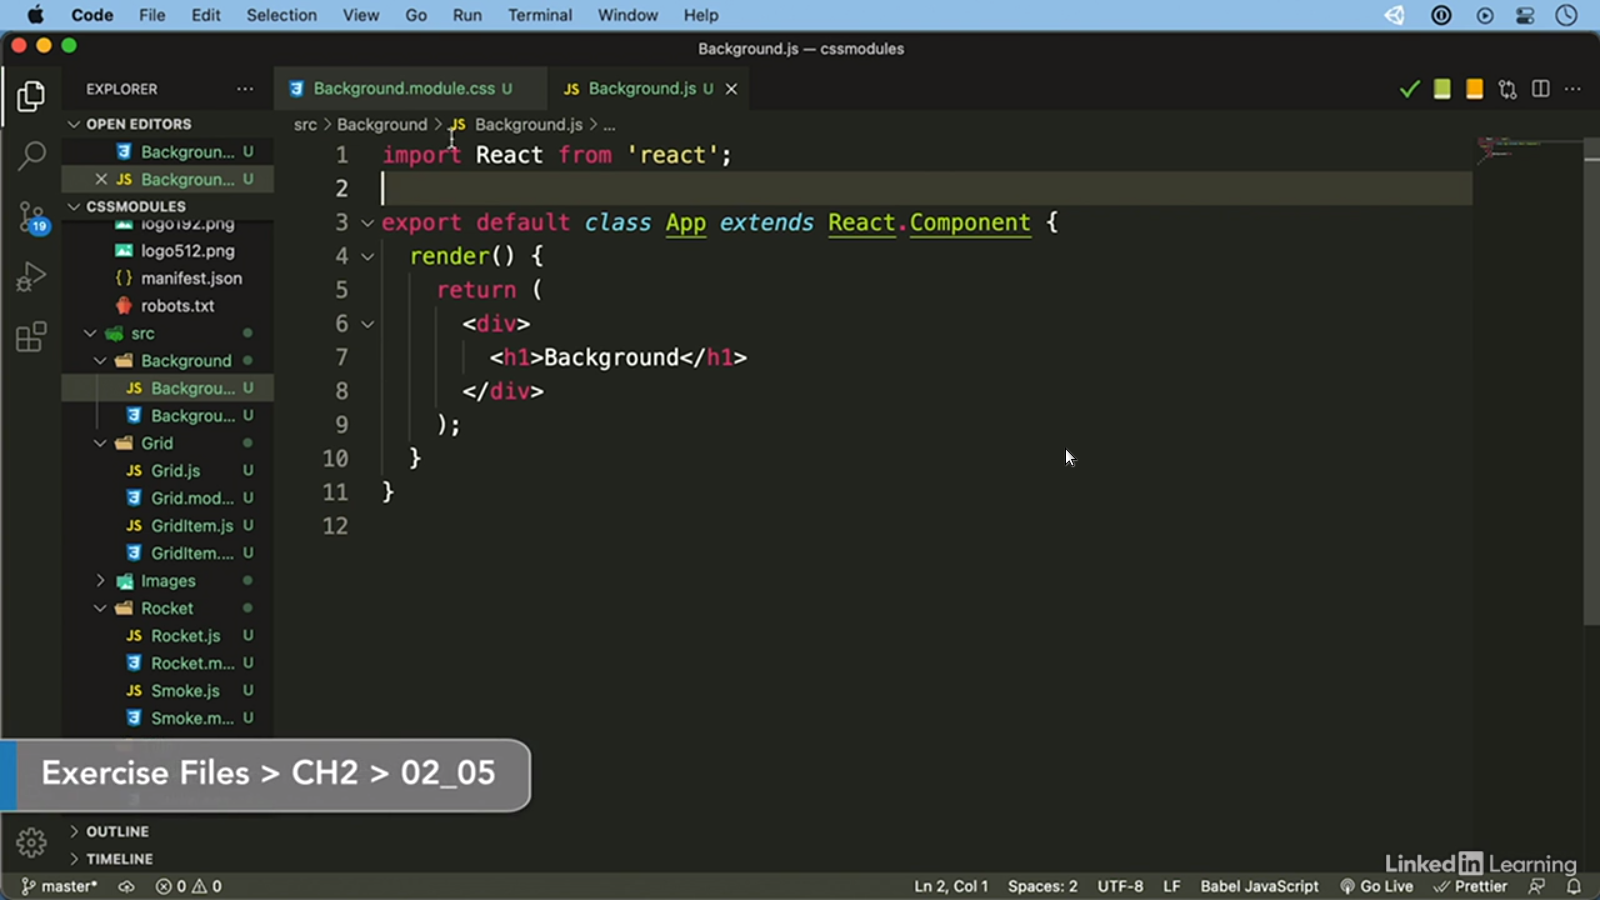 Code File Edit Selection View Go Run Terminal Window Help
Background.js — cssmodules
EXPLORER ...
Background.module.css U
JS Background.js U
OPEN EDITORS
Backgroun... U
JS Backgroun... U
CSSMODULES
logo192.png
logo512.png
{} manifest.json
robots.txt
src
Background
JS Backgrou... U
Backgrou... U
Grid
JS Grid.js U
Grid.mod... U
JS GridItem.js U
GridItem.... U
Images
Rocket
JS Rocket.js U
Rocket.m... U
JS Smoke.js U
Smoke.m... U
19
src > Background > JS Background.js > ...
1 import React from 'react';
2
3 export default class App extends React.Component {
4 render() {
5 return (
6 <div>
7 <h1>Background</h1>
8 </div>
9 );
10 }
11 }
12
Exercise Files > CH2 > 02_05
OUTLINE
TIMELINE
LinkedIn Learning
master* 0 0 Ln 2, Col 1 Spaces: 2 UTF-8 LF Babel JavaScript Go Live Prettier